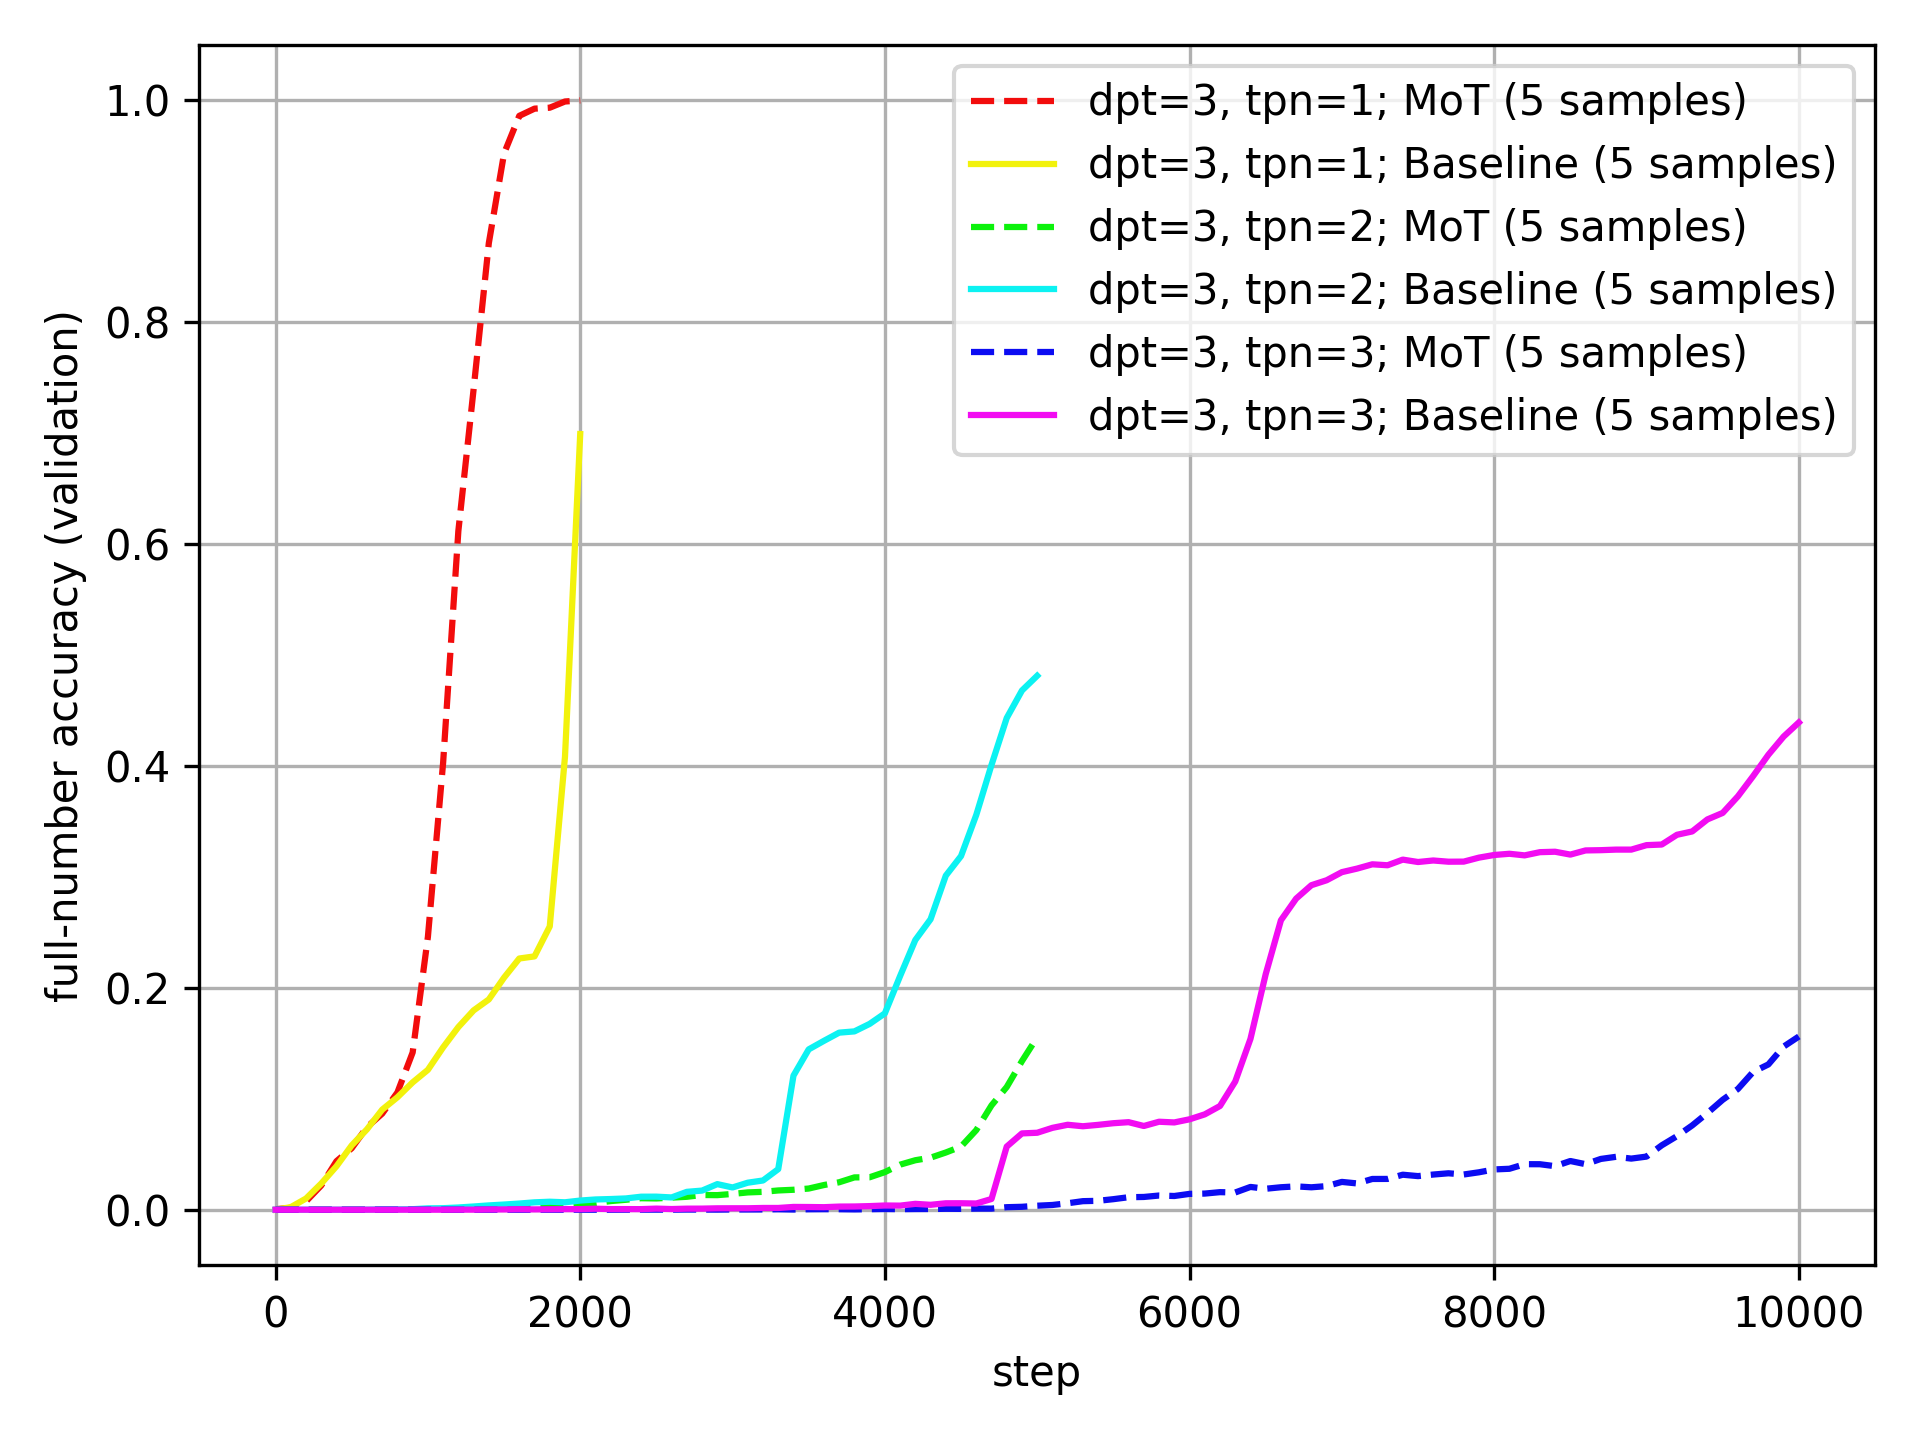 1.0
0.8
0.6
0.4
0.2
0.0
full-number accuracy (validation)
dpt=3, tpn=1; MoT (5 samples)
dpt=3, tpn=1; Baseline (5 samples)
dpt=3, tpn=2; MoT (5 samples)
dpt=3, tpn=2; Baseline (5 samples)
dpt=3, tpn=3; MoT (5 samples)
dpt=3, tpn=3; Baseline (5 samples)
0 2000 4000 6000 8000 10000
step